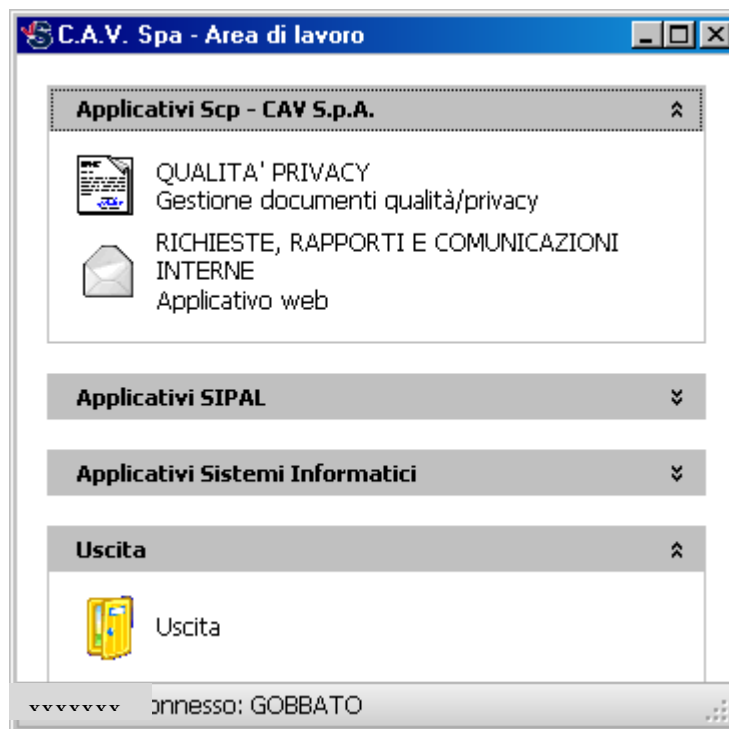 C.A.V. Spa - Area di lavoro
Applicativi Scp - CAV S.p.A.
QUALITA' PRIVACY
Gestione documenti qualità/privacy
RICHIESTE, RAPPORTI E COMUNICAZIONI
INTERNE
Applicativo web
Applicativi SIPAL
Applicativi Sistemi Informatici
Uscita
Uscita
onnesso: GOBBATO